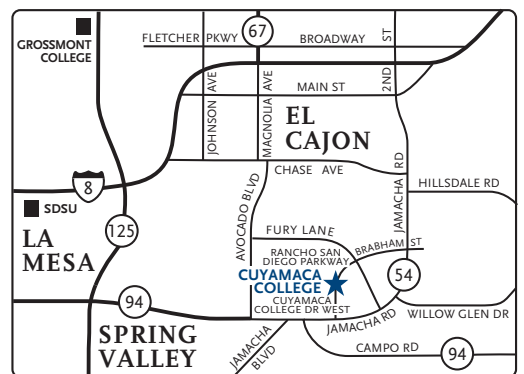 GROSSMONT
COLLEGE
FLETCHER PKWY
67
BROADWAY
2ND ST
MAIN ST
JOHNSON AVE
MAGNOLIA AVE
EL
CAJON
CHASE AVE
8
SDSU
LA
MESA
125
AVOCADO BLVD
JAMACHA RD
HILLSDALE RD
FURY LANE
RANCHO SAN
DIEGO PARKWAY
BRABHAM ST
CUYAMACA
COLLEGE
CUYAMACA
COLLEGE DR WEST
54
94
SPRING
VALLEY
JAMACHA
BLVD
JAMACHA RD
WILLOW GLEN DR
CAMPO RD
94